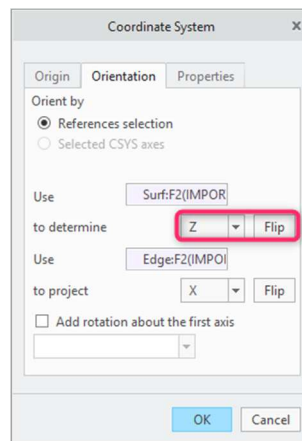 Coordinate System x
Origin Orientation Properties
Orient by
References selection
Selected CSYS axes
Use Surf:F2(IMPOR
to determine Z Flip
Use Edge:F2(IMPOI
to project X Flip
Add rotation about the first axis
OK Cancel